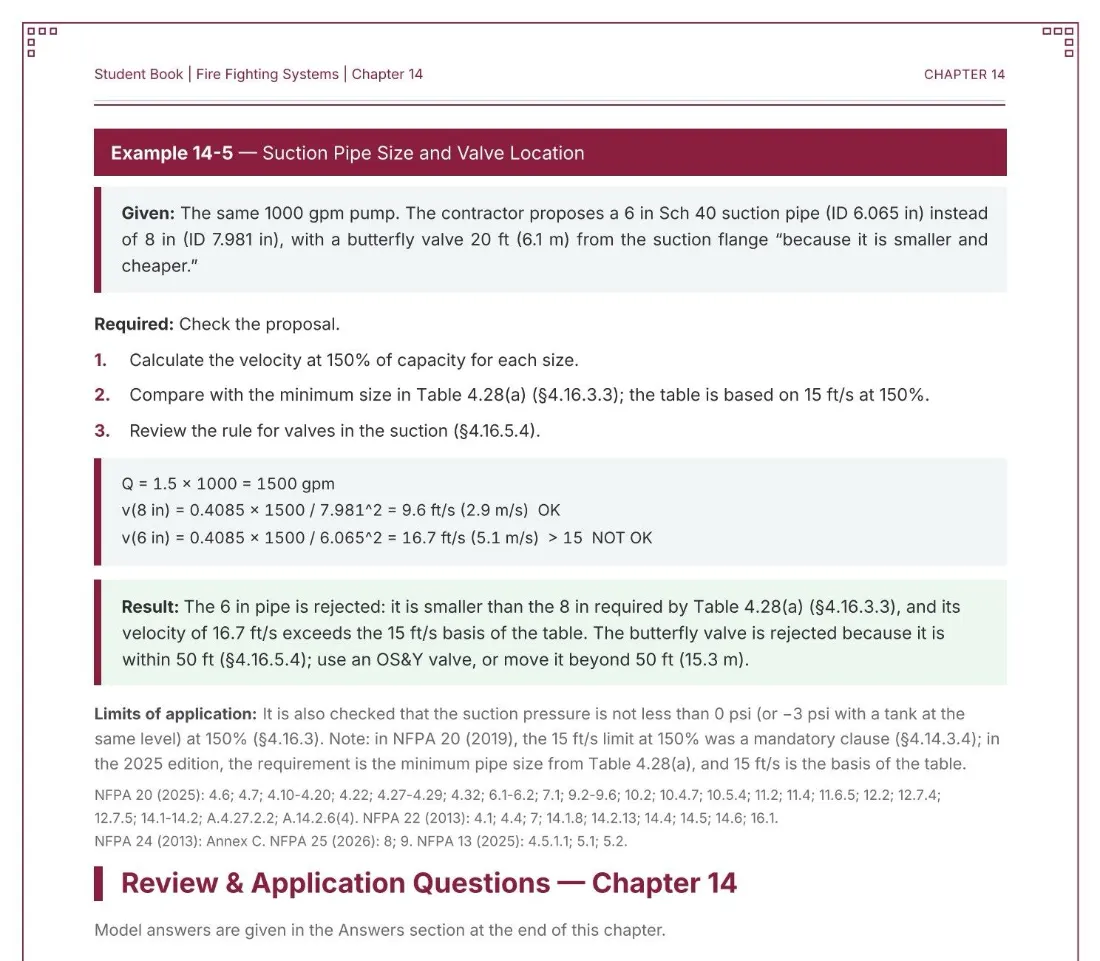 Student Book | Fire Fighting Systems | Chapter 14
CHAPTER 14
Example 14-5 — Suction Pipe Size and Valve Location
Given: The same 1000 gpm pump. The contractor proposes a 6 in Sch 40 suction pipe (ID 6.065 in) instead
of 8 in (ID 7.981 in), with a butterfly valve 20 ft (6.1 m) from the suction flange “because it is smaller and
cheaper.”
Required: Check the proposal.
1. Calculate the velocity at 150% of capacity for each size.
2. Compare with the minimum size in Table 4.28(a) (§4.16.3.3); the table is based on 15 ft/s at 150%.
3. Review the rule for valves in the suction (§4.16.5.4).
Q = 1.5 × 1000 = 1500 gpm
v(8 in) = 0.4085 × 1500 / 7.981^2 = 9.6 ft/s (2.9 m/s)  OK
v(6 in) = 0.4085 × 1500 / 6.065^2 = 16.7 ft/s (5.1 m/s)  > 15  NOT OK
Result: The 6 in pipe is rejected: it is smaller than the 8 in required by Table 4.28(a) (§4.16.3.3), and its
velocity of 16.7 ft/s exceeds the 15 ft/s basis of the table. The butterfly valve is rejected because it is
within 50 ft (§4.16.5.4); use an OS&Y valve, or move it beyond 50 ft (15.3 m).
Limits of application: It is also checked that the suction pressure is not less than 0 psi (or −3 psi with a tank at the
same level) at 150% (§4.16.3). Note: in NFPA 20 (2019), the 15 ft/s limit at 150% was a mandatory clause (§4.14.3.4); in
the 2025 edition, the requirement is the minimum pipe size from Table 4.28(a), and 15 ft/s is the basis of the table.
NFPA 20 (2025): 4.6; 4.7; 4.10-4.20; 4.22; 4.27-4.29; 4.32; 6.1-6.2; 7.1; 9.2-9.6; 10.2; 10.4.7; 10.5.4; 11.2; 11.4; 11.6.5; 12.2; 12.7.4;
12.7.5; 14.1-14.2; A.4.27.2.2; A.14.2.6(4). NFPA 22 (2013): 4.1; 4.4; 7; 14.1.8; 14.2.13; 14.4; 14.5; 14.6; 16.1.
NFPA 24 (2013): Annex C. NFPA 25 (2026): 8; 9. NFPA 13 (2025): 4.5.1.1; 5.1; 5.2.
Review & Application Questions — Chapter 14
Model answers are given in the Answers section at the end of this chapter.